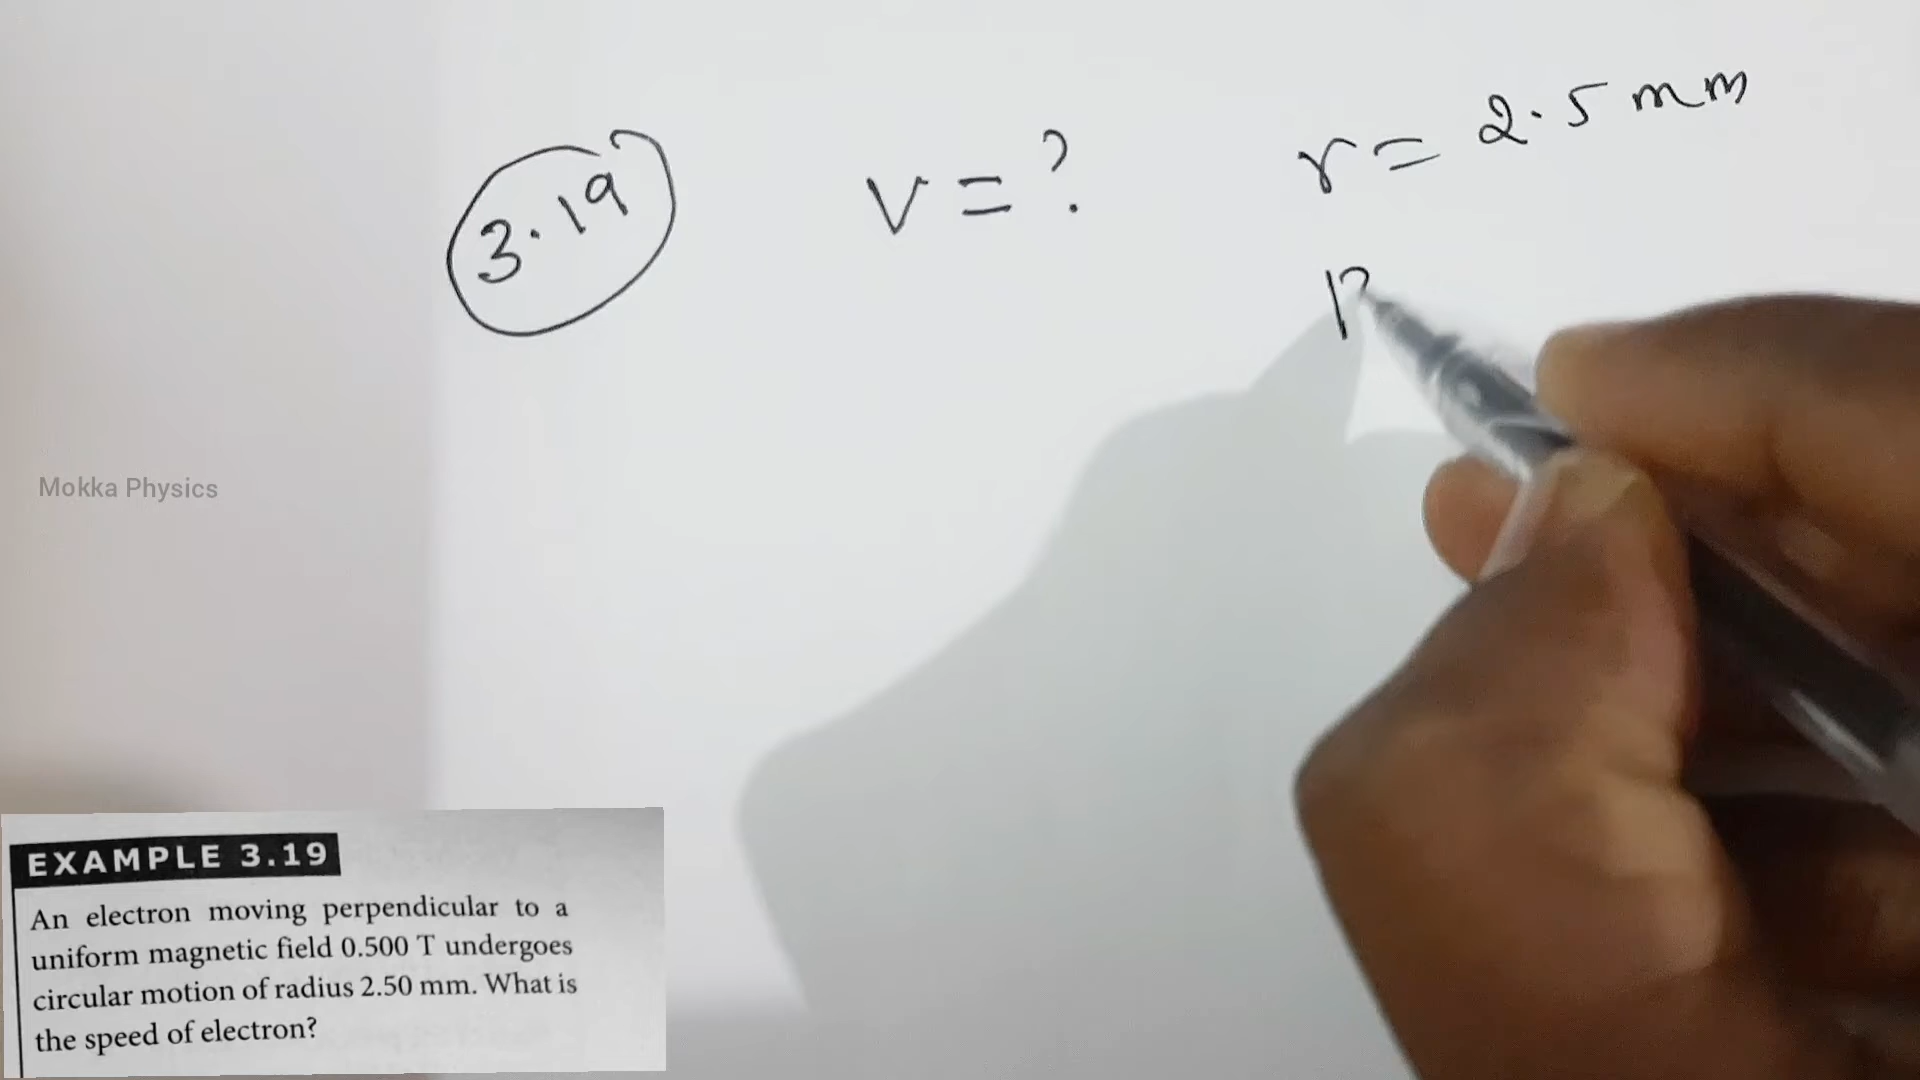 3.19
v = ?
r = 2.5 mm
Mokka Physics
EXAMPLE 3.19
An electron moving perpendicular to a
uniform magnetic field 0.500 T undergoes
circular motion of radius 2.50 mm. What is
the speed of electron?